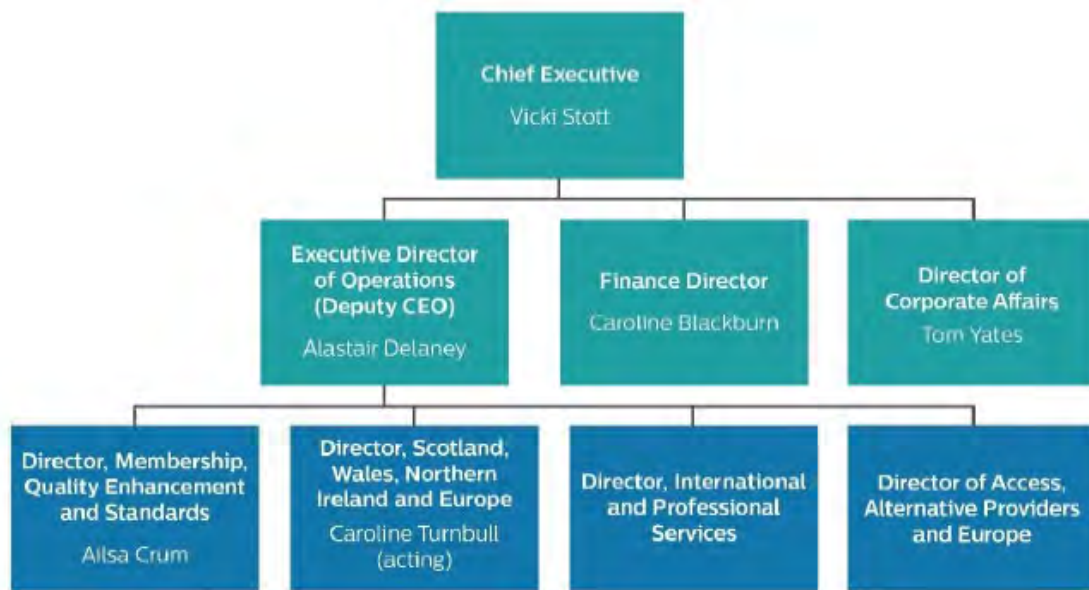 Chief Executive
Vicki Stott
Executive Director
of Operations
(Deputy CEO)
Alastair Delaney
Finance Director
Caroline Blackburn
Director of
Corporate Affairs
Tom Yates
Director, Membership,
Quality Enhancement
and Standards
Ailsa Crum
Director, Scotland,
Wales, Northern
Ireland and Europe
Caroline Turnbull
(acting)
Director, International
and Professional
Services
Director of Access,
Alternative Providers
and Europe